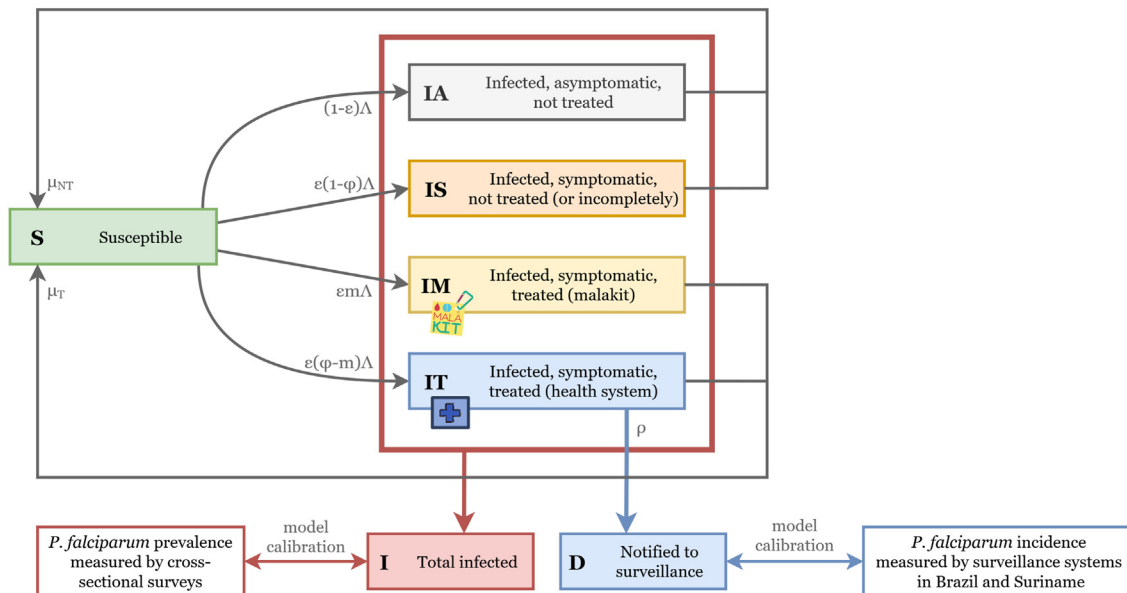 IA Infected, asymptomatic,
not treated
(1-ε)Λ
μNT
IS Infected, symptomatic,
not treated (or incompletely)
ε(1-φ)Λ
S Susceptible
μT
εmΛ
IM Infected, symptomatic,
treated (malakit)
MALA
KIT
ε(φ-m)Λ
IT Infected, symptomatic,
treated (health system)
ρ
P. falciparum prevalence
measured by cross-
sectional surveys
model
calibration
I Total infected
D Notified to
surveillance
model
calibration
P. falciparum incidence
measured by surveillance systems
in Brazil and Suriname